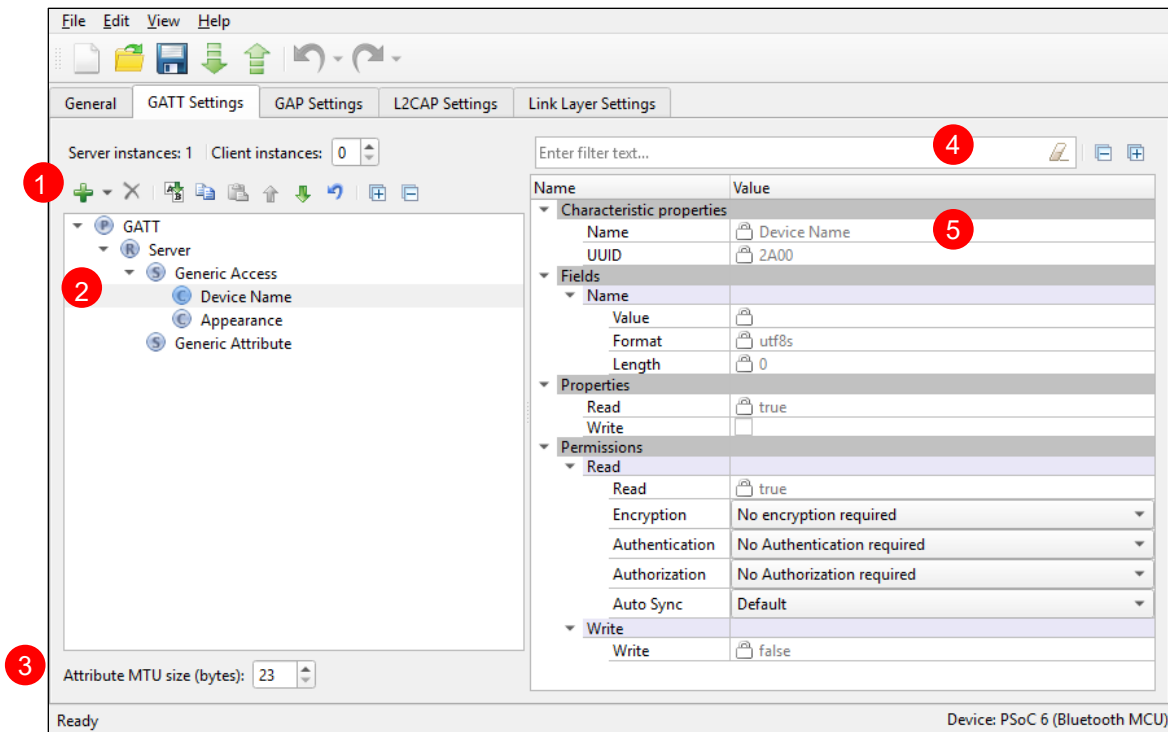 File Edit View Help
General GATT Settings GAP Settings L2CAP Settings Link Layer Settings
Server instances: 1 Client instances: 0
1
A B
P GATT
R Server
S Generic Access
2
C Device Name
C Appearance
S Generic Attribute
3
Attribute MTU size (bytes): 23
Enter filter text... 4
Name Value
Characteristic properties
Name Device Name 5
UUID 2A00
Fields
Name
Value
Format utf8s
Length 0
Properties
Read true
Write
Permissions
Read
Read true
Encryption No encryption required
Authentication No Authentication required
Authorization No Authorization required
Auto Sync Default
Write
Write false
Ready Device: PSoC 6 (Bluetooth MCU)